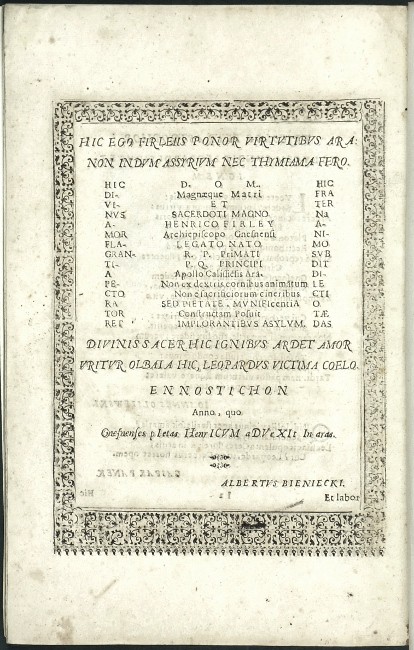 HIC EGO FIRLEIIS PONOR VIRTVTIBVS ARA:
NON INDVM ASSYRIVM NEC THYMIAMA FERO.
HIC D. O. M. HIC
DI- Magnæque Matri FRA
VI- ET TER
NVS SACERDOTI MAGNO Na
A- HENRICO FIRLEY A-
MOR Archiepiscopo Gnesnensi NI-
FLA- LEGATO NATO MO
GRAN- R. P. PriMATI SVB
TI- P. Q. PRINCIPI DIT
A Apollo Calissiensis Ara. DI-
PE- Non ex dextris cornibus animatum LE
CTO Non è sacrificiorum cineribus CTI
RA SED PIETATE, MVNIFicentiA O.
TOR Constructam Posuit TÆ
REP IMPLORANTIBVS ASYLVM. DAS
DIVINIS SACER HIC IGNIBVS ARDET AMOR
VRITVR OLBAIA HIC, LEOPARDVS VICTIMA COELO.
ENNOSTICHON
Anno, quo
Gnesnenses pIetas HenrICVM aDVeXIt In aras.
ALBERTVS BIENIECKI.
Et labor